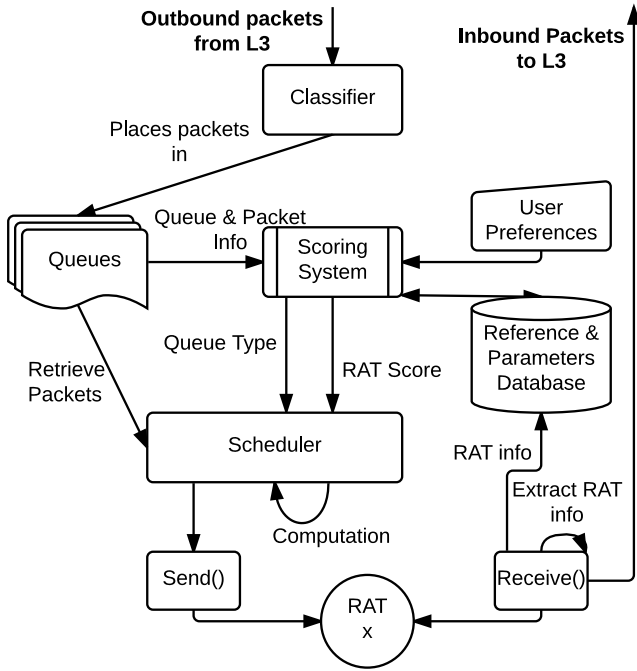 Outbound packets
from L3
Inbound Packets
to L3
Classifier
Places packets
in
Queue & Packet
Info
User
Preferences
Queues
Scoring
System
Queue Type
RAT Score
Reference &
Parameters
Database
Retrieve
Packets
Scheduler
RAT info
Extract RAT
info
Computation
Send()
RAT
x
Receive()